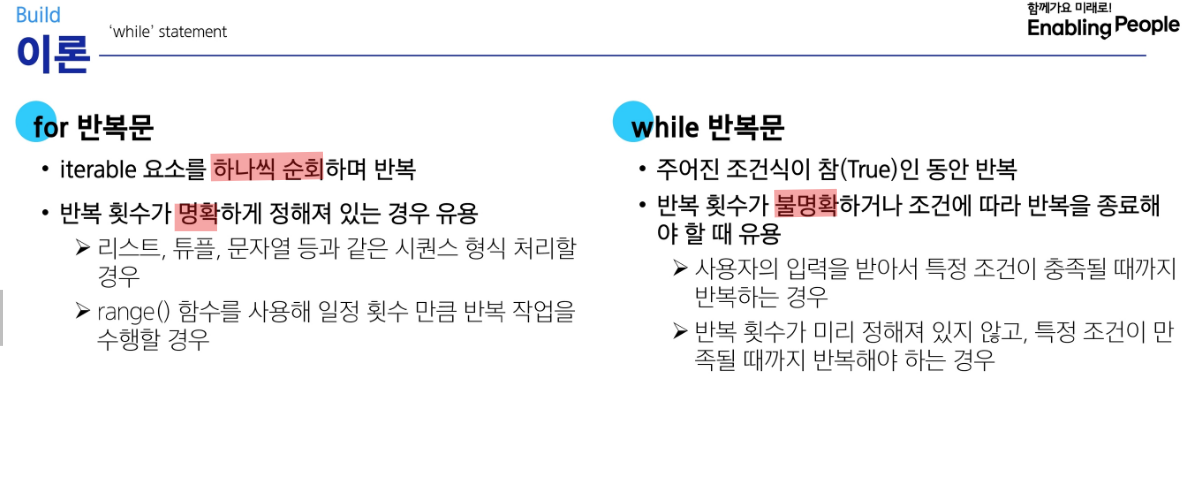 Build
이론
‘while’ statement
함께가요 미래로!
Enabling People
for 반복문
• iterable 요소를 하나씩 순회하며 반복
• 반복 횟수가 명확하게 정해져 있는 경우 유용
➢ 리스트, 튜플, 문자열 등과 같은 시퀀스 형식 처리할
경우
➢ range() 함수를 사용해 일정 횟수 만큼 반복 작업을
수행할 경우
while 반복문
• 주어진 조건식이 참(True)인 동안 반복
• 반복 횟수가 불명확하거나 조건에 따라 반복을 종료해
야 할 때 유용
➢ 사용자의 입력을 받아서 특정 조건이 충족될 때까지
반복하는 경우
➢ 반복 횟수가 미리 정해져 있지 않고, 특정 조건이 만
족될 때까지 반복해야 하는 경우